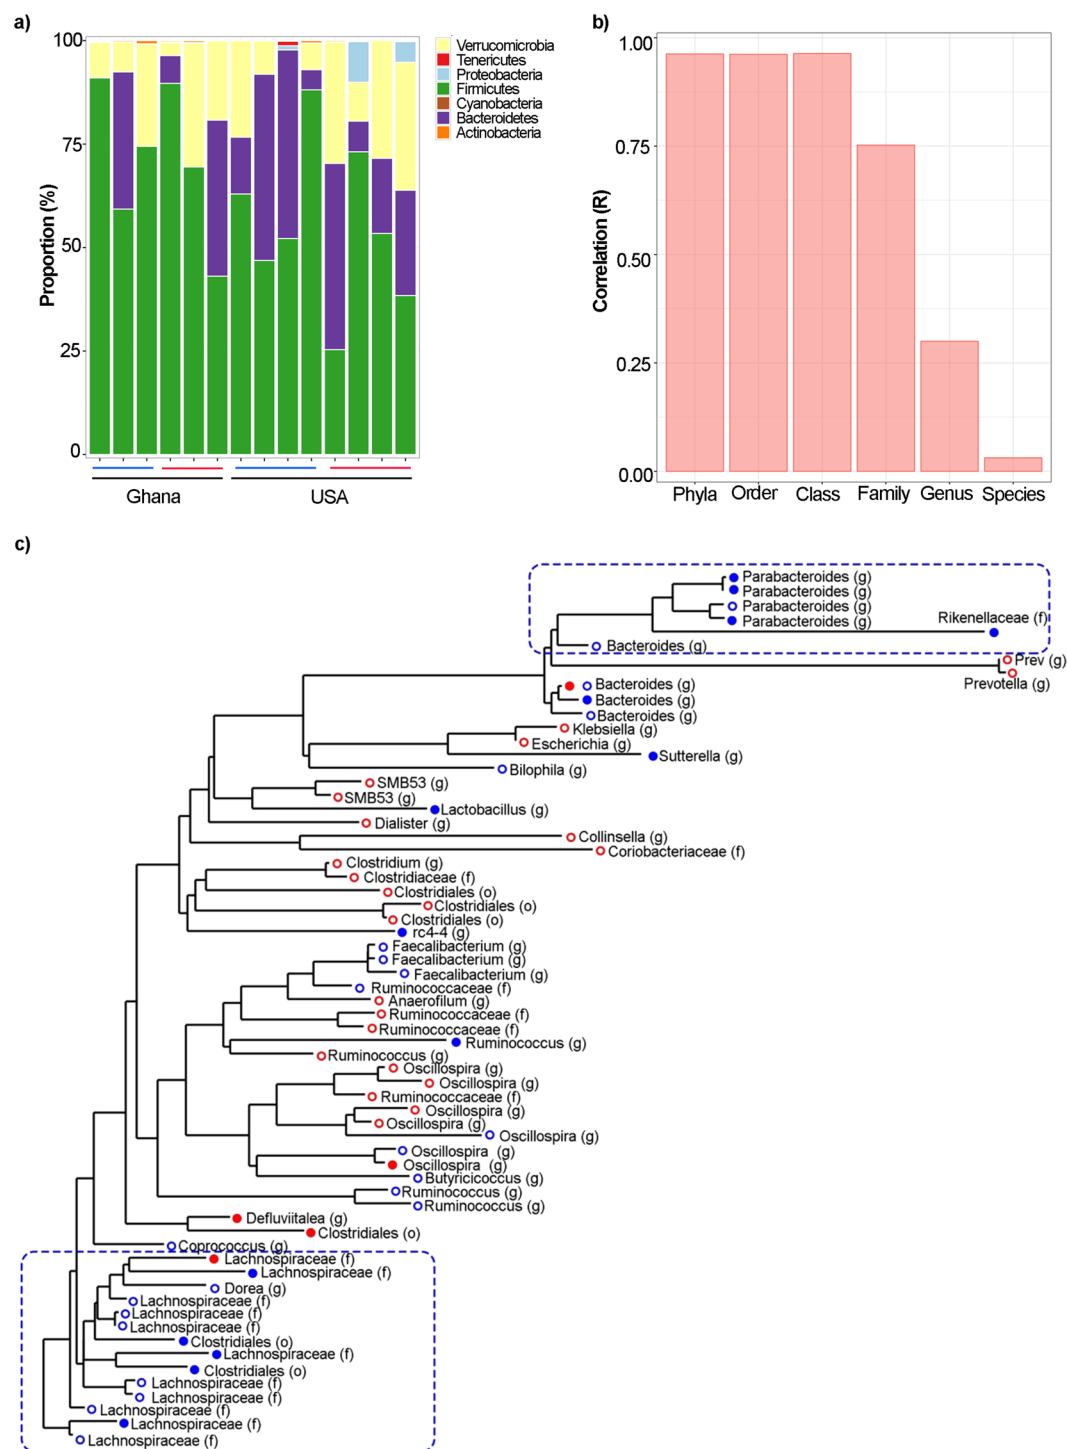 a)
100
75
50
25
0
Proportion (%)
Ghana
USA
Verrucomicrobia
Tenericutes
Proteobacteria
Firmicutes
Cyanobacteria
Bacteroidetes
Actinobacteria
b)
1.00
0.75
0.50
0.25
0.00
Correlation (R)
Phyla
Order
Class
Family
Genus
Species
c)
Parabacteroides (g)
Parabacteroides (g)
Parabacteroides (g)
Parabacteroides (g)
Rikenellaceae (f)
Bacteroides (g)
Prev (g)
Prevotella (g)
Bacteroides (g)
Bacteroides (g)
Bacteroides (g)
Klebsiella (g)
Escherichia (g)
Sutterella (g)
Bilophila (g)
SMB53 (g)
SMB53 (g)
Lactobacillus (g)
Dialister (g)
Collinsella (g)
Coriobacteriaceae (f)
Clostridium (g)
Clostridiaceae (f)
Clostridiales (o)
Clostridiales (o)
Clostridiales (o)
rc4-4 (g)
Faecalibacterium (g)
Faecalibacterium (g)
Faecalibacterium (g)
Ruminococcaceae (f)
Anaerofilum (g)
Ruminococcaceae (f)
Ruminococcaceae (f)
Ruminococcus (g)
Ruminococcus (g)
Oscillospira (g)
Oscillospira (g)
Ruminococcaceae (f)
Oscillospira (g)
Oscillospira (g)
Oscillospira (g)
Oscillospira (g)
Oscillospira (g)
Butyricicoccus (g)
Ruminococcus (g)
Ruminococcus (g)
Defluviitalea (g)
Clostridiales (o)
Coprococcus (g)
Lachnospiraceae (f)
Lachnospiraceae (f)
Dorea (g)
Lachnospiraceae (f)
Lachnospiraceae (f)
Lachnospiraceae (f)
Clostridiales (o)
Lachnospiraceae (f)
Clostridiales (o)
Lachnospiraceae (f)
Lachnospiraceae (f)
Lachnospiraceae (f)
Lachnospiraceae (f)
Lachnospiraceae (f)